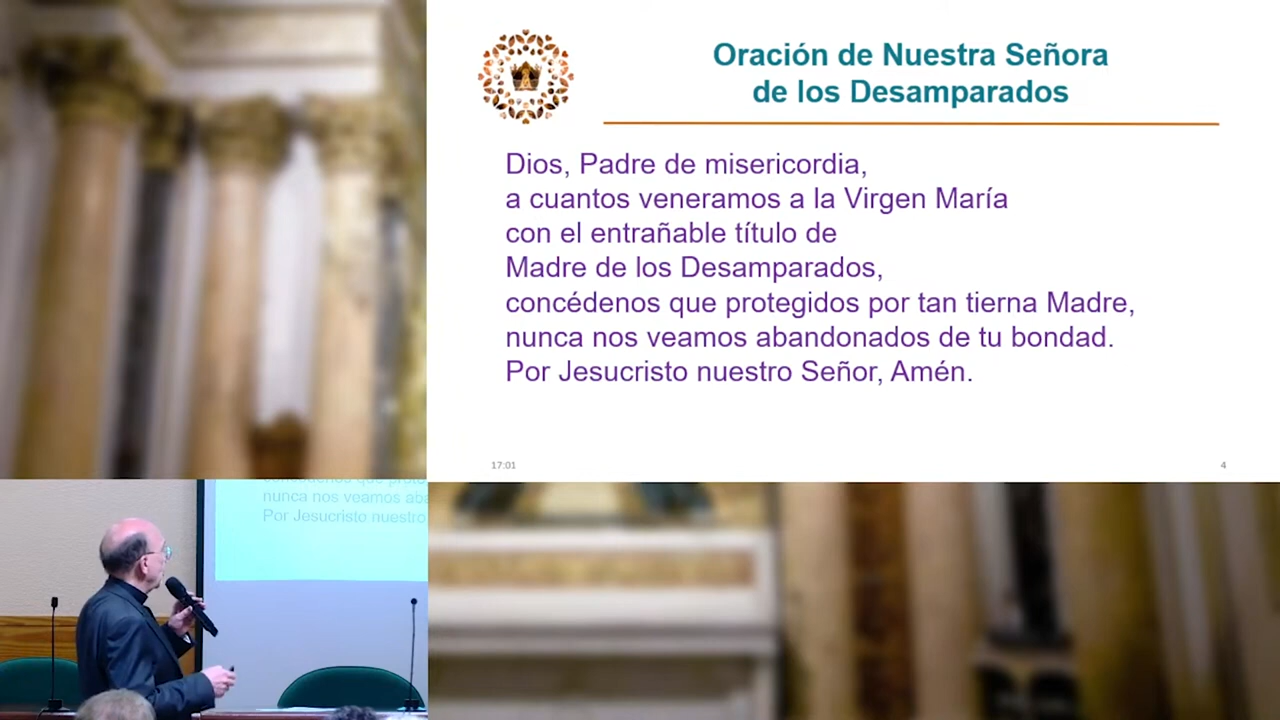 Oración de Nuestra Señora
de los Desamparados
Dios, Padre de misericordia,
a cuantos veneramos a la Virgen María
con el entrañable título de
Madre de los Desamparados,
concédenos que protegidos por tan tierna Madre,
nunca nos veamos abandonados de tu bondad.
Por Jesucristo nuestro Señor, Amén.
17:01
4
nunca nos veamos aba
Por Jesucristo nuestro